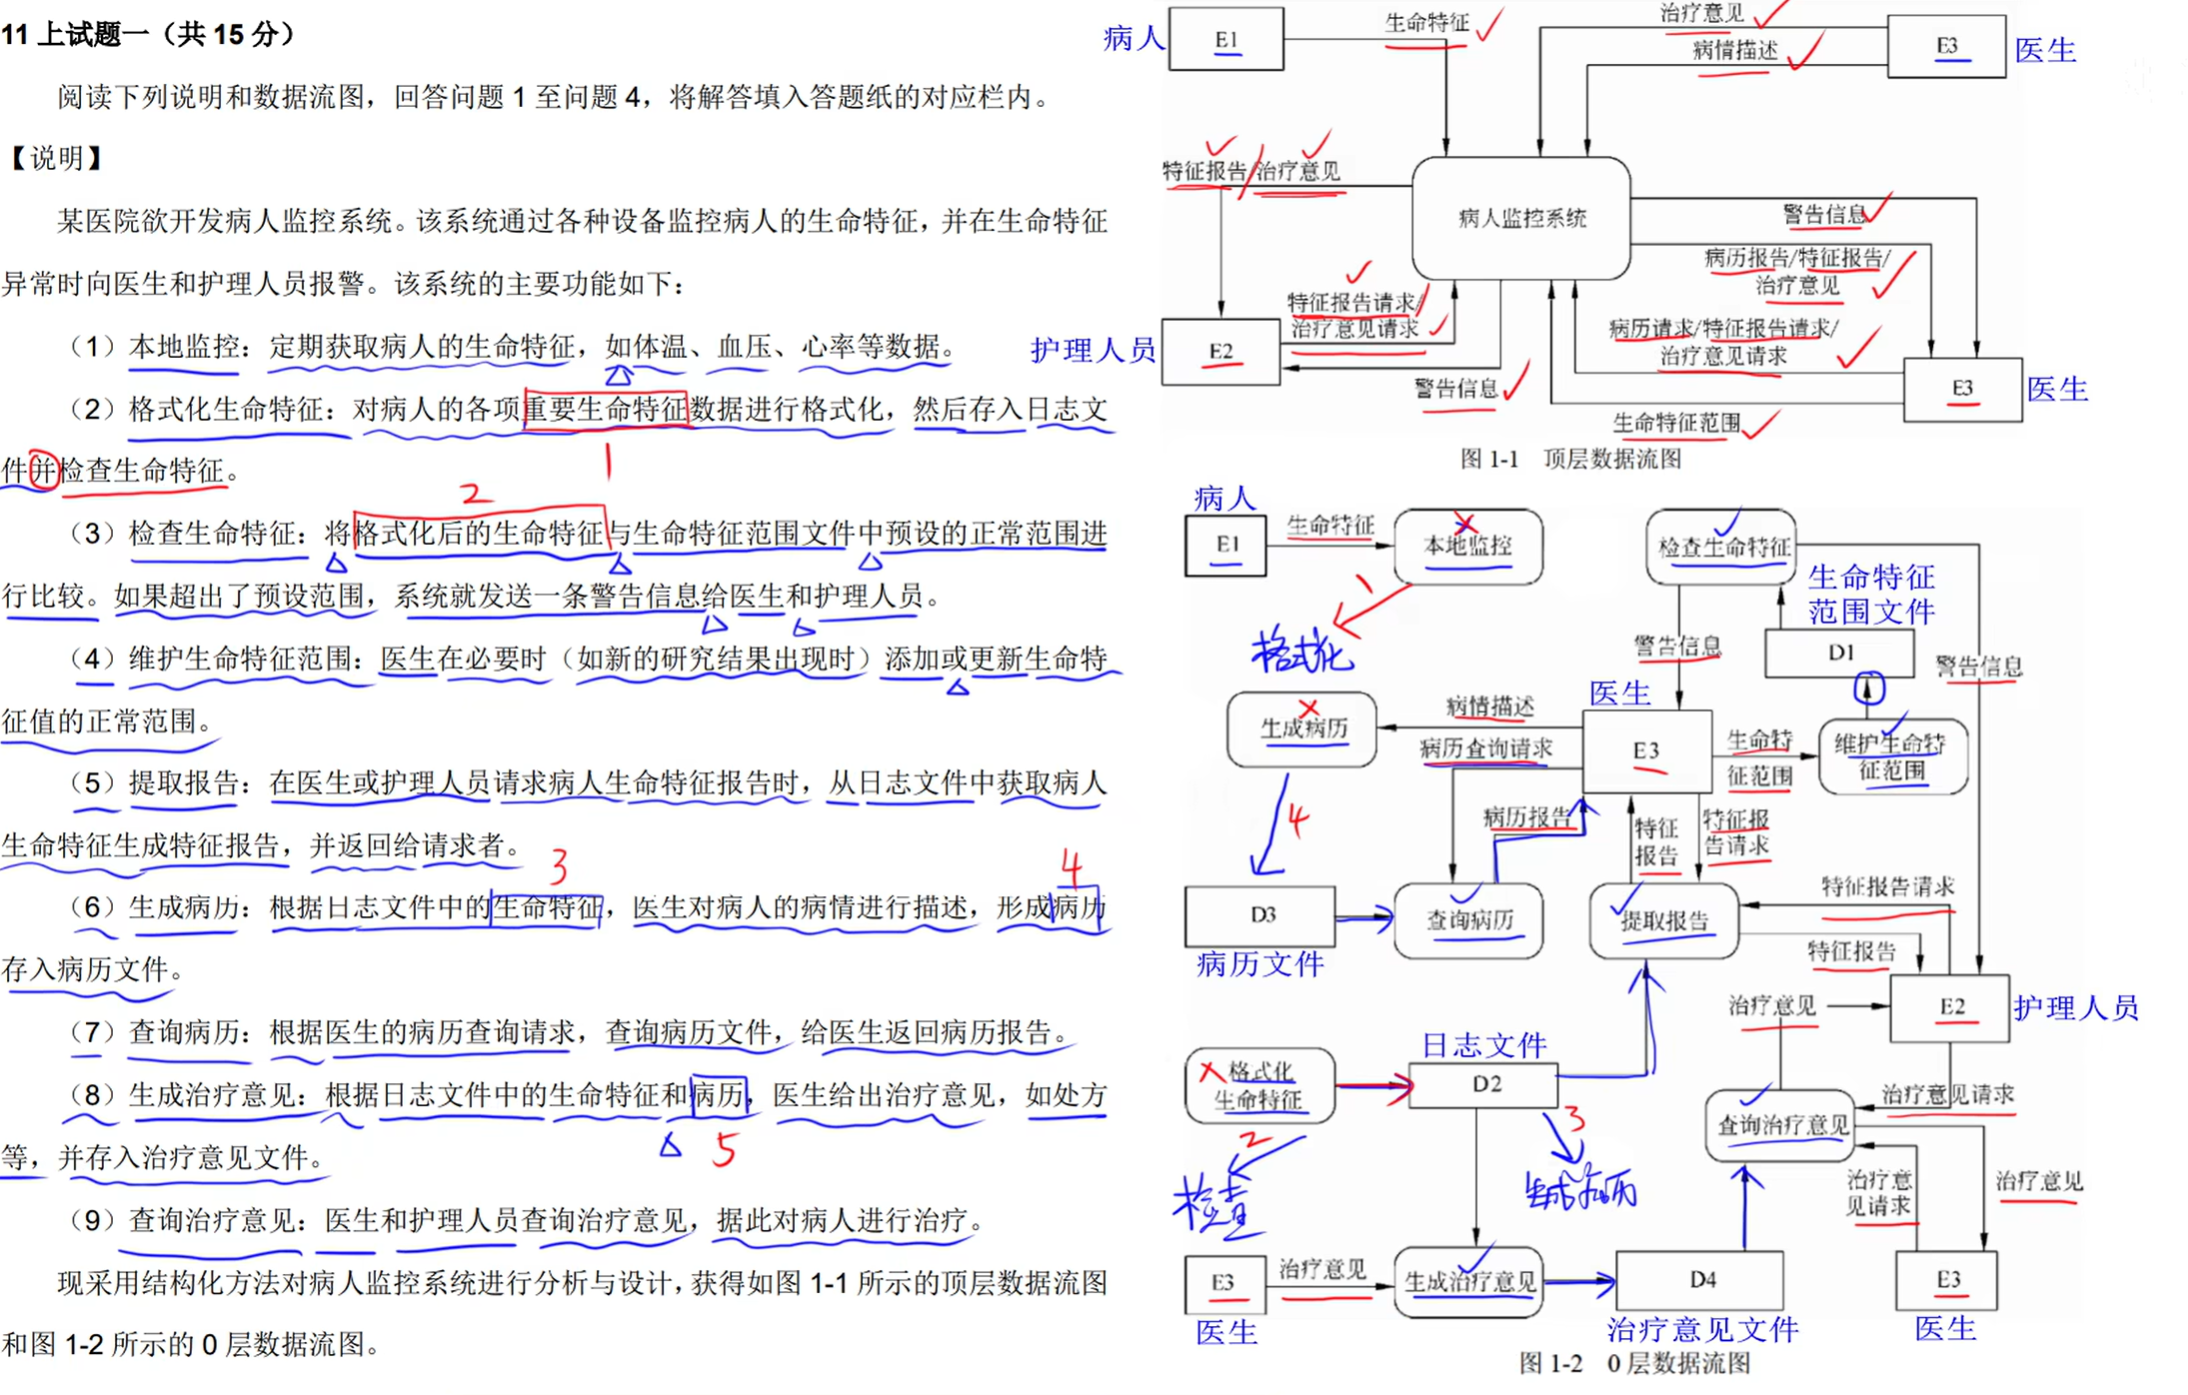 11 上试题一（共 15 分）
阅读下列说明和数据流图，回答问题 1 至问题 4，将解答填入答题纸的对应栏内。
【说明】
某医院欲开发病人监控系统。该系统通过各种设备监控病人的生命特征，并在生命特征
异常时向医生和护理人员报警。该系统的主要功能如下：
（1）本地监控：定期获取病人的生命特征，如体温、血压、心率等数据。
（2）格式化生命特征：对病人的各项重要生命特征数据进行格式化，然后存入日志文
件并检查生命特征。
1
2
（3）检查生命特征：将格式化后的生命特征与生命特征范围文件中预设的正常范围进
行比较。如果超出了预设范围，系统就发送一条警告信息给医生和护理人员。
（4）维护生命特征范围：医生在必要时（如新的研究结果出现时）添加或更新生命特
征值的正常范围。
（5）提取报告：在医生或护理人员请求病人生命特征报告时，从日志文件中获取病人
生命特征生成特征报告，并返回给请求者。
3
4
（6）生成病历：根据日志文件中的生命特征，医生对病人的病情进行描述，形成病历
存入病历文件。
（7）查询病历：根据医生的病历查询请求，查询病历文件，给医生返回病历报告。
（8）生成治疗意见：根据日志文件中的生命特征和病历，医生给出治疗意见，如处方
等，并存入治疗意见文件。
5
（9）查询治疗意见：医生和护理人员查询治疗意见，据此对病人进行治疗。
现采用结构化方法对病人监控系统进行分析与设计，获得如图 1-1 所示的顶层数据流图
和图 1-2 所示的 0 层数据流图。
病人
E1
生命特征
治疗意见
病情描述
E3
医生
特征报告/治疗意见
病人监控系统
警告信息
病历报告/特征报告/
治疗意见
特征报告请求/
治疗意见请求
病历请求/特征报告请求/
治疗意见请求
护理人员
E2
警告信息
E3
医生
生命特征范围
图 1-1 顶层数据流图
病人
E1
生命特征
本地监控
检查生命特征
生命特征
范围文件
1
格式化
警告信息
D1
警告信息
医生
生成病历
病情描述
病历查询请求
E3
生命特
征范围
维护生命特
征范围
4
病历报告
特征
报告
特征报
告请求
D3
病历文件
查询病历
提取报告
特征报告请求
特征报告
治疗意见
E2
护理人员
日志文件
格式化
生命特征
D2
治疗意见请求
查询治疗意见
2
检查
3
生成病历
治疗意
见请求
治疗意见
E3
治疗意见
生成治疗意见
D4
E3
医生
治疗意见文件
医生
图 1-2 0 层数据流图